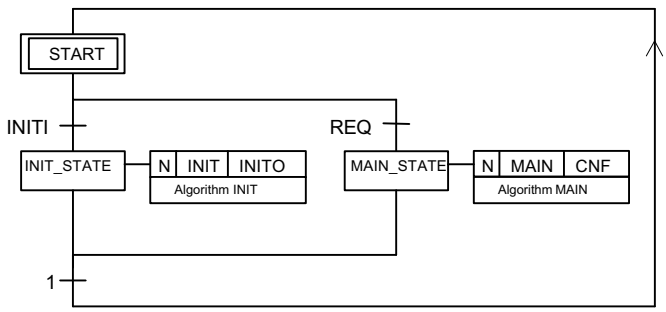 START
INITI
REQ
INIT_STATE
N INIT INITO
MAIN_STATE
N MAIN CNF
Algorithm INIT
Algorithm MAIN
1